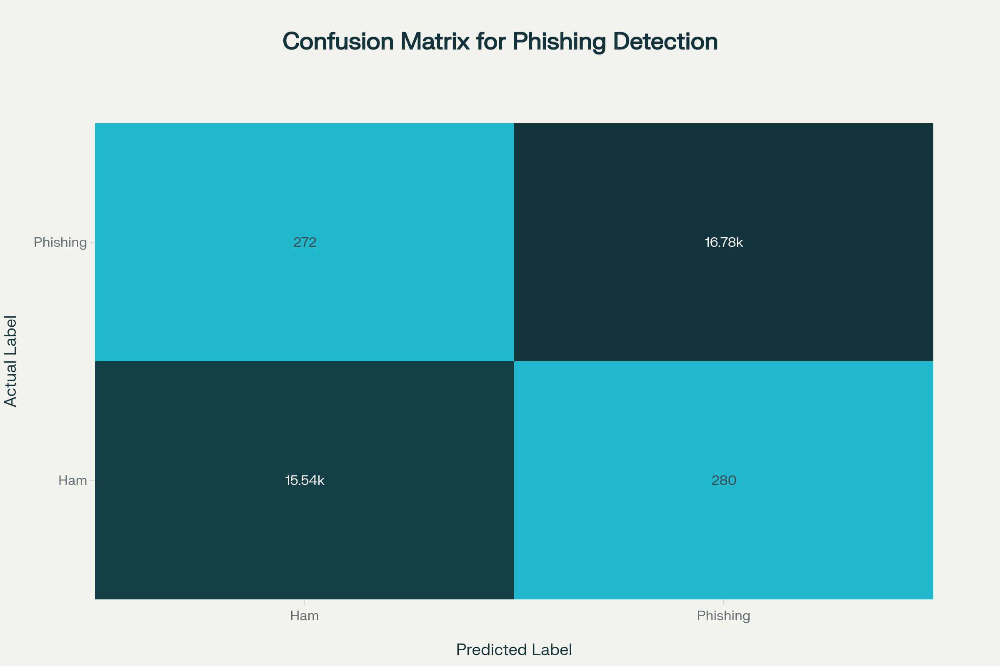 Confusion Matrix for Phishing Detection
Actual Label
Phishing
272
16.78k
Ham
15.54k
280
Ham
Phishing
Predicted Label